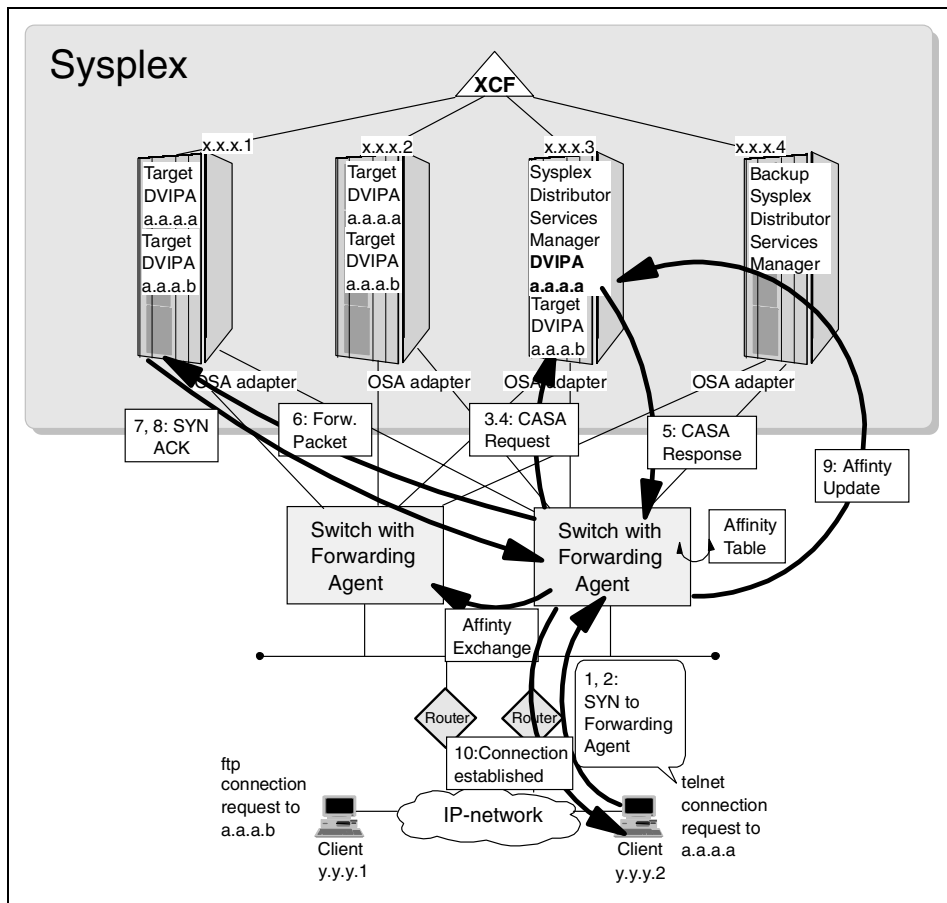 Sysplex
XCF
x.x.x.1
x.x.x.2
x.x.x.3
x.x.x.4
Target
DVIPA
a.a.a.a
Target
DVIPA
a.a.a.b
Target
DVIPA
a.a.a.a
Target
DVIPA
a.a.a.b
Sysplex
Distributor
Services
Manager
DVIPA
a.a.a.a
Target
DVIPA
a.a.a.b
Backup
Sysplex
Distributor
Services
Manager
OSA adapter
OSA adapter
OSA adapter
OSA adapter
7, 8: SYN
ACK
6: Forw.
Packet
3.4: CASA
Request
5: CASA
Response
9: Affinty
Update
Switch with
Forwarding
Agent
Switch with
Forwarding
Agent
Affinity
Table
Affinty
Exchange
1, 2:
SYN to
Forwarding
Agent
Router
Router
10:Connection
established
ftp
connection
request to
a.a.a.b
IP-network
telnet
connection
request to
a.a.a.a
Client
y.y.y.1
Client
y.y.y.2